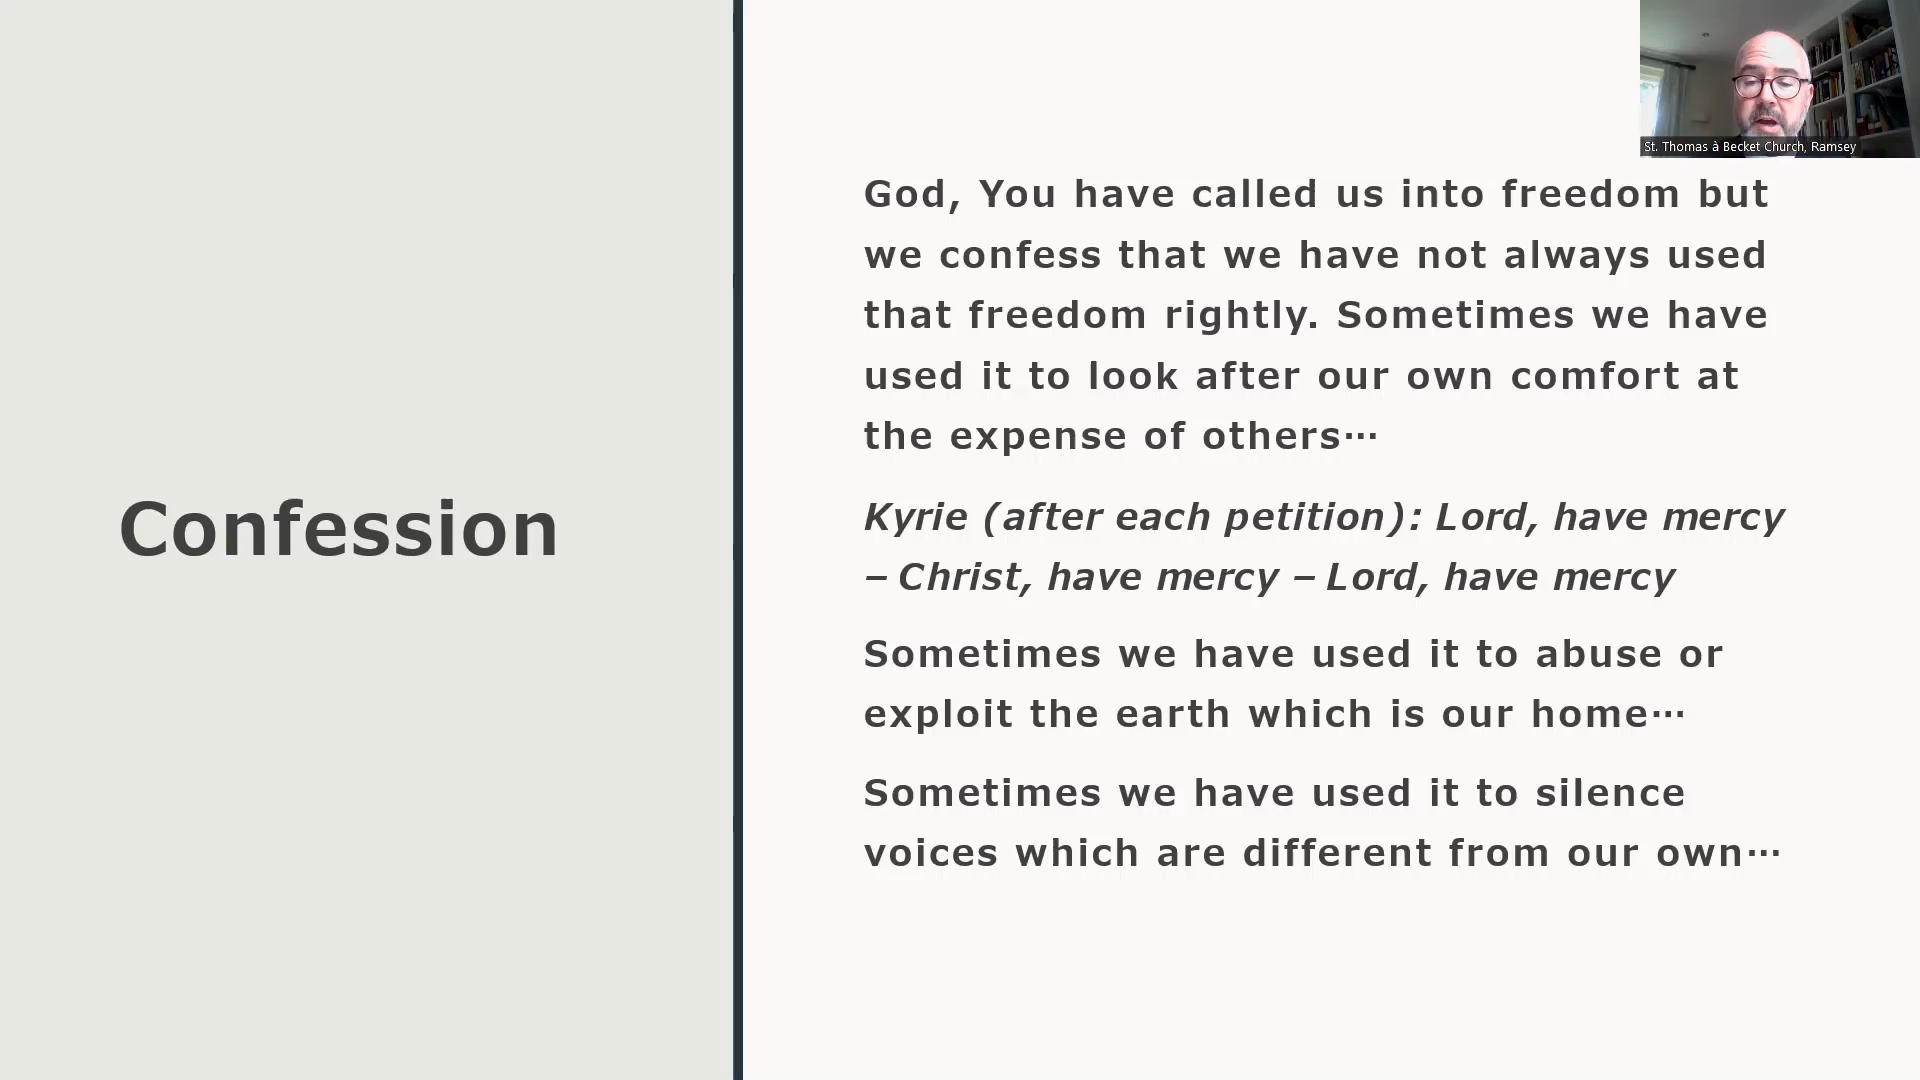 St. Thomas à Becket Church, Ramsey
Confession
God, You have called us into freedom but
we confess that we have not always used
that freedom rightly. Sometimes we have
used it to look after our own comfort at
the expense of others…
Kyrie (after each petition): Lord, have mercy
– Christ, have mercy – Lord, have mercy
Sometimes we have used it to abuse or
exploit the earth which is our home…
Sometimes we have used it to silence
voices which are different from our own…